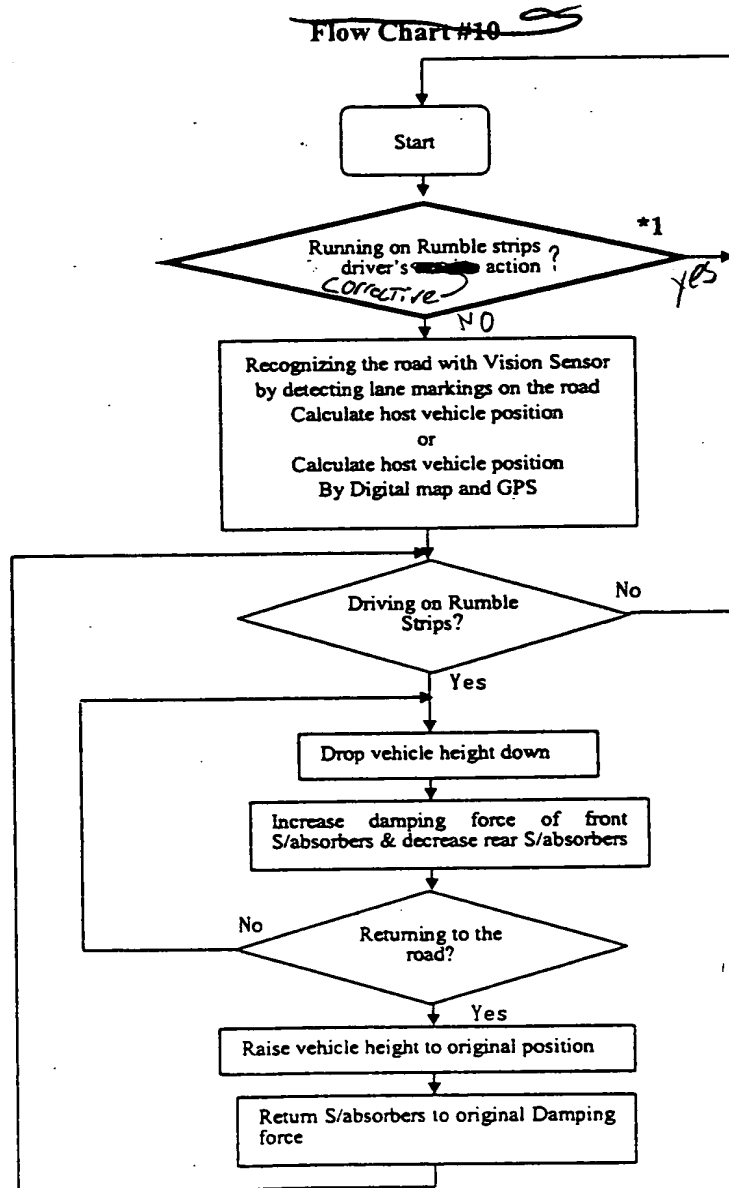 Flow Chart #10
Start
*1
Running on Rumble strips
driver's action ?
corrective
yes
NO
Recognizing the road with Vision Sensor
by detecting lane markings on the road
Calculate host vehicle position
or
Calculate host vehicle position
By Digital map and GPS
Driving on Rumble
Strips?
No
Yes
Drop vehicle height down
Increase damping force of front
S/absorbers & decrease rear S/absorbers
No
Returning to the
road?
Yes
Raise vehicle height to original position
Return S/absorbers to original Damping
force